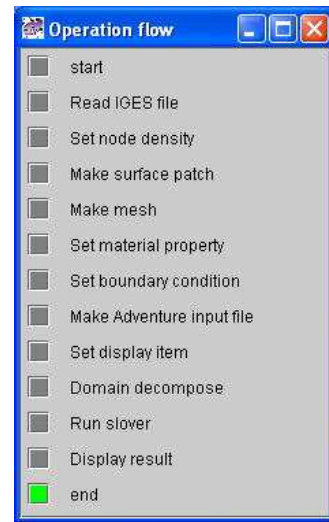 Operation flow
start
Read IGES file
Set node density
Make surface patch
Make mesh
Set material property
Set boundary condition
Make Adventure input file
Set display item
Domain decompose
Run slover
Display result
end